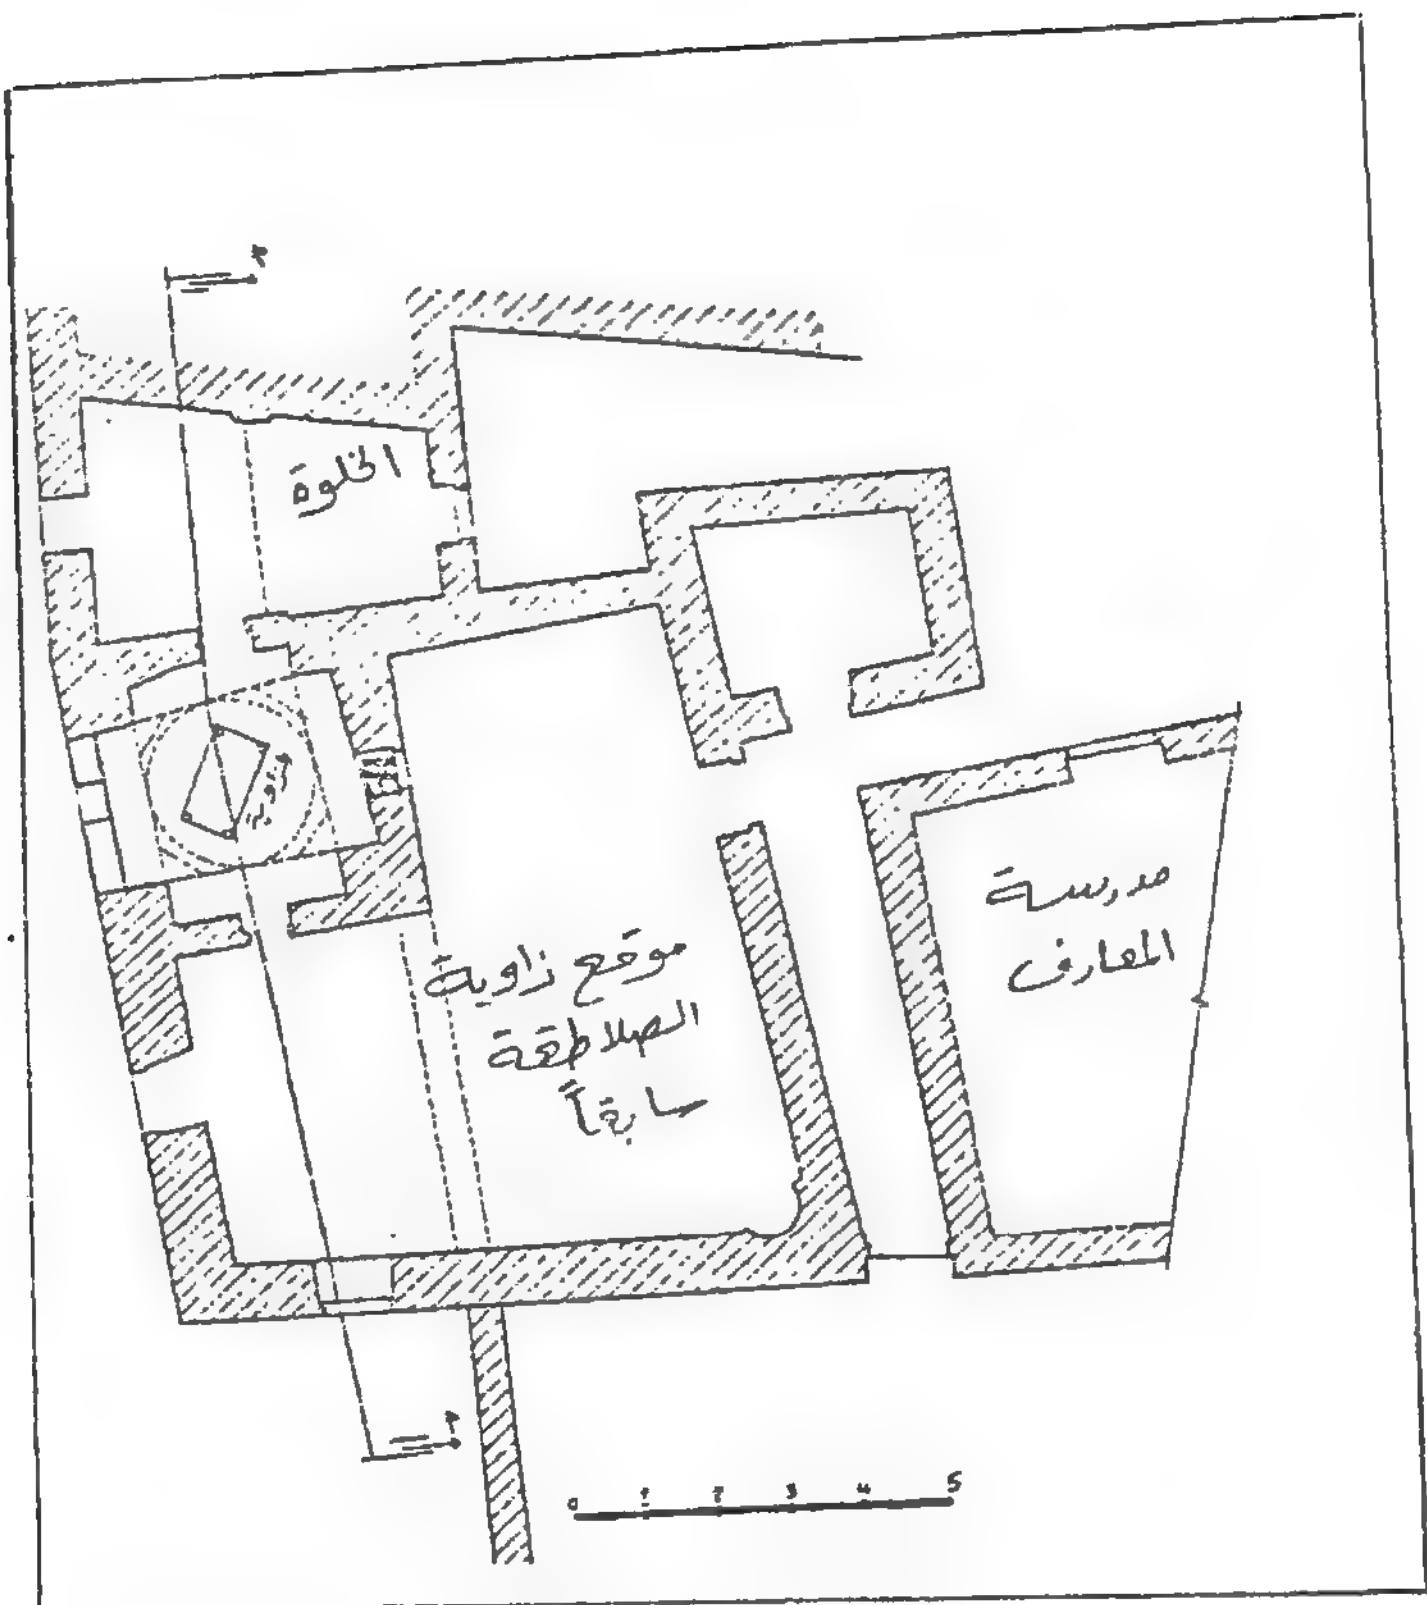 الخلوة
مدرسة
المعارف
موقع زاوية
الصلاطقة
سابقاً
0 1 2 3 4 5